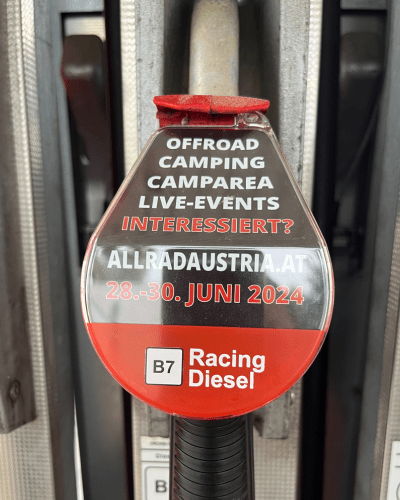 OFFROAD
CAMPING
CAMPAREA
LIVE-EVENTS
INTERESSIERT?
ALLRADAUSTRIA.AT
28.-30. JUNI 2024
B7
Racing
Diesel
B